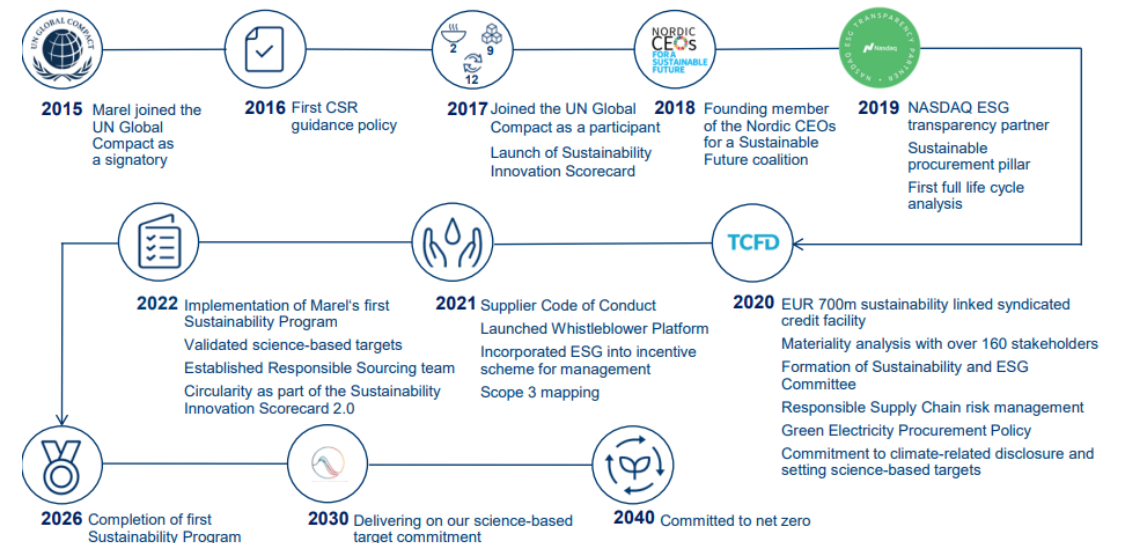 UN GLOBAL COMPACT
2 9
12
NORDIC
CEOs
FOR A
SUSTAINABLE
FUTURE
NASDAQ ESG TRANSPARENCY PARTNER
Nasdaq
2015 Marel joined the
UN Global
Compact as
a signatory
2016 First CSR
guidance policy
2017 Joined the UN Global
Compact as a participant
Launch of Sustainability
Innovation Scorecard
2018 Founding member
of the Nordic CEOs
for a Sustainable
Future coalition
2019 NASDAQ ESG
transparency partner
Sustainable
procurement pillar
First full life cycle
analysis
TCFD
2020 EUR 700m sustainability linked syndicated
credit facility
Materiality analysis with over 160 stakeholders
Formation of Sustainability and ESG
Committee
Responsible Supply Chain risk management
Green Electricity Procurement Policy
Commitment to climate-related disclosure and
setting science-based targets
2021 Supplier Code of Conduct
Launched Whistleblower Platform
Incorporated ESG into incentive
scheme for management
Scope 3 mapping
2022 Implementation of Marel's first
Sustainability Program
Validated science-based targets
Established Responsible Sourcing team
Circularity as part of the Sustainability
Innovation Scorecard 2.0
2026 Completion of first
Sustainability Program
2030 Delivering on our science-based
target commitment
2040 Committed to net zero